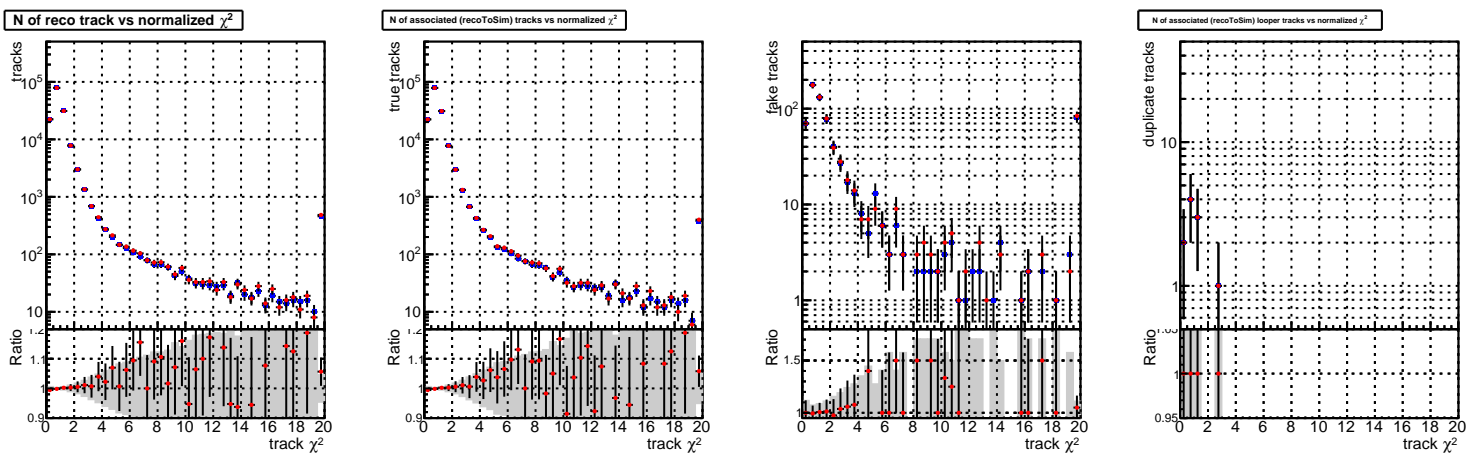 N of reco track vs normalized χ²
tracks
10⁵
10⁴
10³
10²
10
Ratio
1.2
1.1
1
0.9
0 2 4 6 8 10 12 14 16 18 20
track χ²
N of associated (recoToSim) tracks vs normalized χ²
true tracks
10⁵
10⁴
10³
10²
10
Ratio
1.2
1.1
1
0.9
0 2 4 6 8 10 12 14 16 18 20
track χ²
fake tracks
10²
10
1
Ratio
1.5
1
0 2 4 6 8 10 12 14 16 18 20
track χ²
N of associated (recoToSim) looper tracks vs normalized χ²
duplicate tracks
10
1
Ratio
1.05
1
0.95
0 2 4 6 8 10 12 14 16 18 20
track χ²